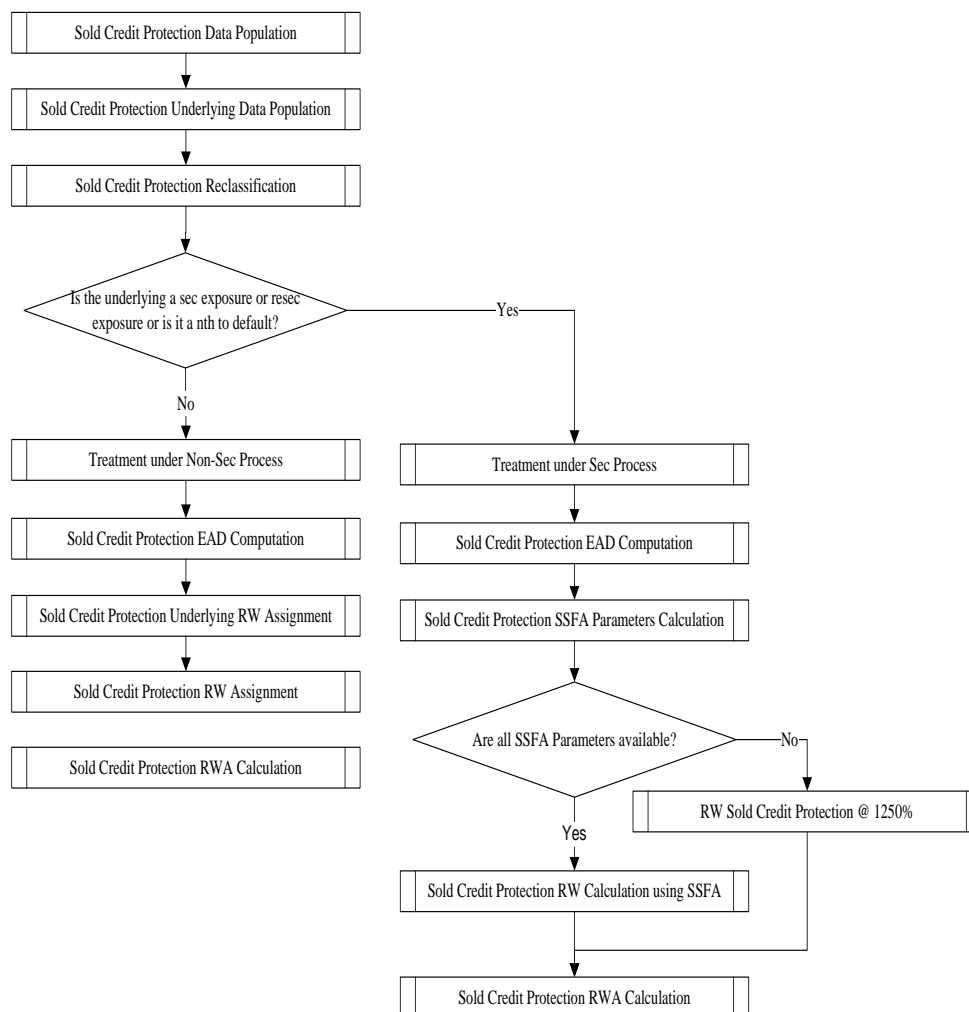 Sold Credit Protection Data Population
Sold Credit Protection Underlying Data Population
Sold Credit Protection Reclassification
Is the underlying a sec exposure or resec
exposure or is it a nth to default?
Yes
No
Treatment under Non-Sec Process
Sold Credit Protection EAD Computation
Sold Credit Protection Underlying RW Assignment
Sold Credit Protection RW Assignment
Sold Credit Protection RWA Calculation
Treatment under Sec Process
Sold Credit Protection EAD Computation
Sold Credit Protection SSFA Parameters Calculation
Are all SSFA Parameters available?
No
RW Sold Credit Protection @ 1250%
Yes
Sold Credit Protection RW Calculation using SSFA
Sold Credit Protection RWA Calculation